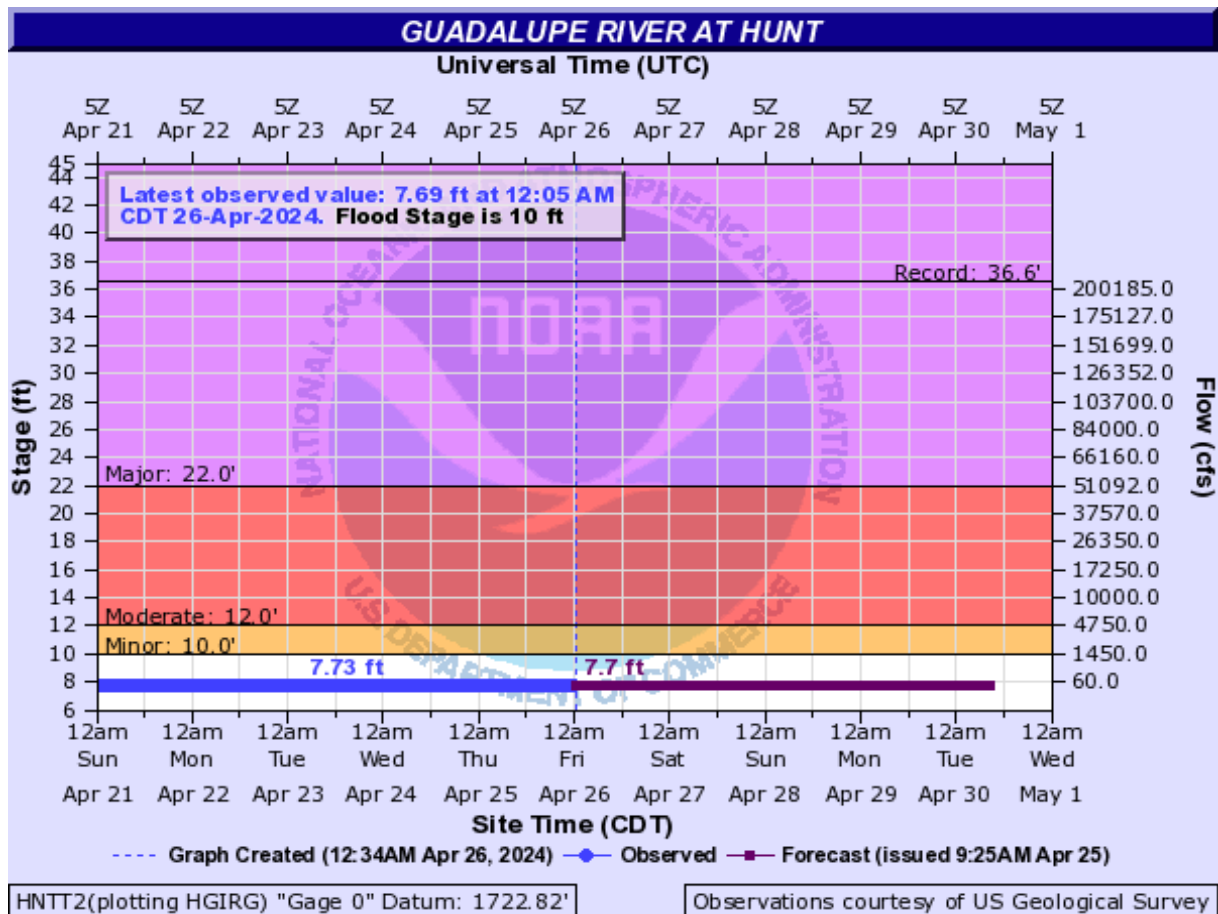 GUADALUPE RIVER AT HUNT
Universal Time (UTC)
5Z 5Z 5Z 5Z 5Z 5Z 5Z 5Z 5Z 5Z 5Z
Apr 21 Apr 22 Apr 23 Apr 24 Apr 25 Apr 26 Apr 27 Apr 28 Apr 29 Apr 30 May 1
Latest observed value: 7.69 ft at 12:05 AM
CDT 26-Apr-2024. Flood Stage is 10 ft
Stage (ft)
45
44
42
40
38
36
34
32
30
28
26
24
22
20
18
16
14
12
10
8
6
Record: 36.6'
Major: 22.0'
Moderate: 12.0'
Minor: 10.0'
7.73 ft
7.7 ft
NATIONAL OCEANIC AND ATMOSPHERIC ADMINISTRATION
NOAA
U.S. DEPARTMENT OF COMMERCE
200185.0
175127.0
151699.0
126352.0
103700.0
84000.0
66160.0
51092.0
37570.0
26350.0
17250.0
10000.0
4750.0
1450.0
60.0
Flow (cfs)
12am 12am 12am 12am 12am 12am 12am 12am 12am 12am 12am
Sun Mon Tue Wed Thu Fri Sat Sun Mon Tue Wed
Apr 21 Apr 22 Apr 23 Apr 24 Apr 25 Apr 26 Apr 27 Apr 28 Apr 29 Apr 30 May 1
Site Time (CDT)
Graph Created (12:34AM Apr 26, 2024) Observed Forecast (issued 9:25AM Apr 25)
HNTT2(plotting HGIRG) "Gage 0" Datum: 1722.82'
Observations courtesy of US Geological Survey